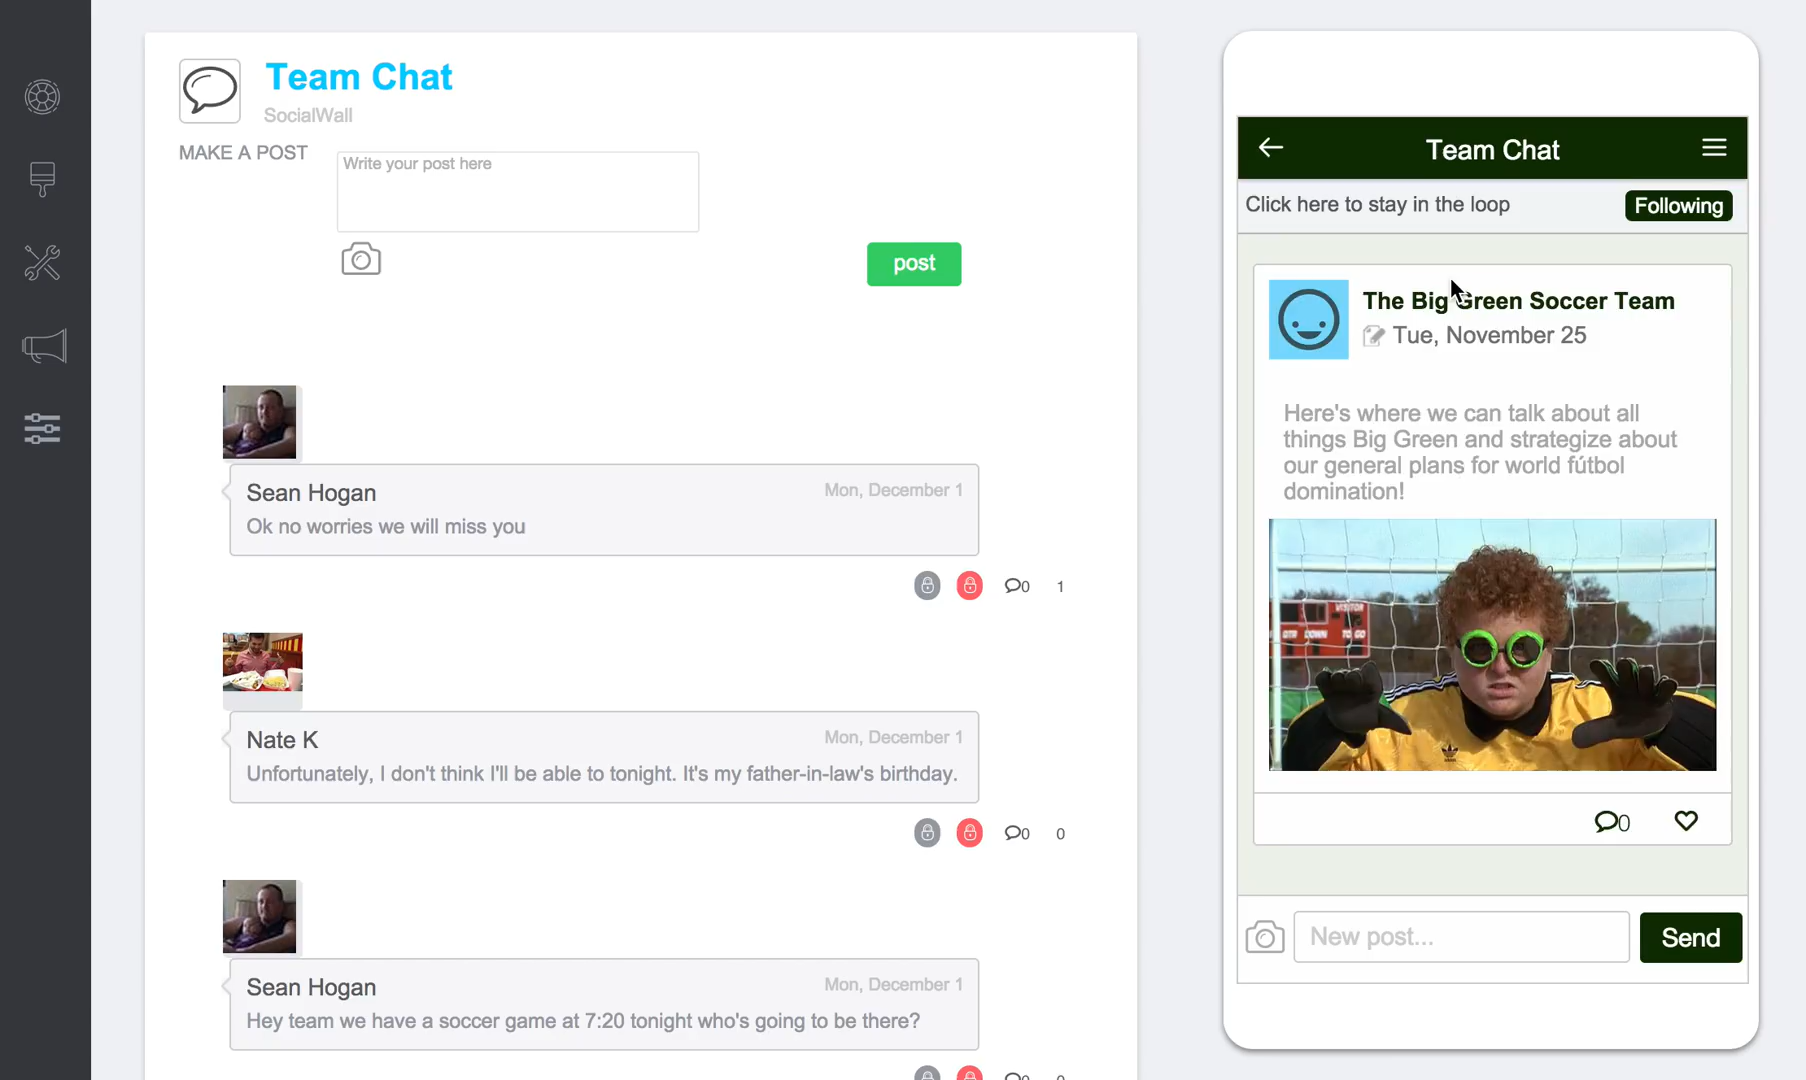 Team Chat
SocialWall
MAKE A POST
Write your post here
post
Sean Hogan
Mon, December 1
Ok no worries we will miss you
0
1
Nate K
Mon, December 1
Unfortunately, I don't think I'll be able to tonight. It's my father-in-law's birthday.
0
0
Sean Hogan
Mon, December 1
Hey team we have a soccer game at 7:20 tonight who's going to be there?
Team Chat
Click here to stay in the loop
Following
The Big Green Soccer Team
Tue, November 25
Here's where we can talk about all
things Big Green and strategize about
our general plans for world fútbol
domination!
VISITOR
QTR DOWN TO GO
0
New post...
Send